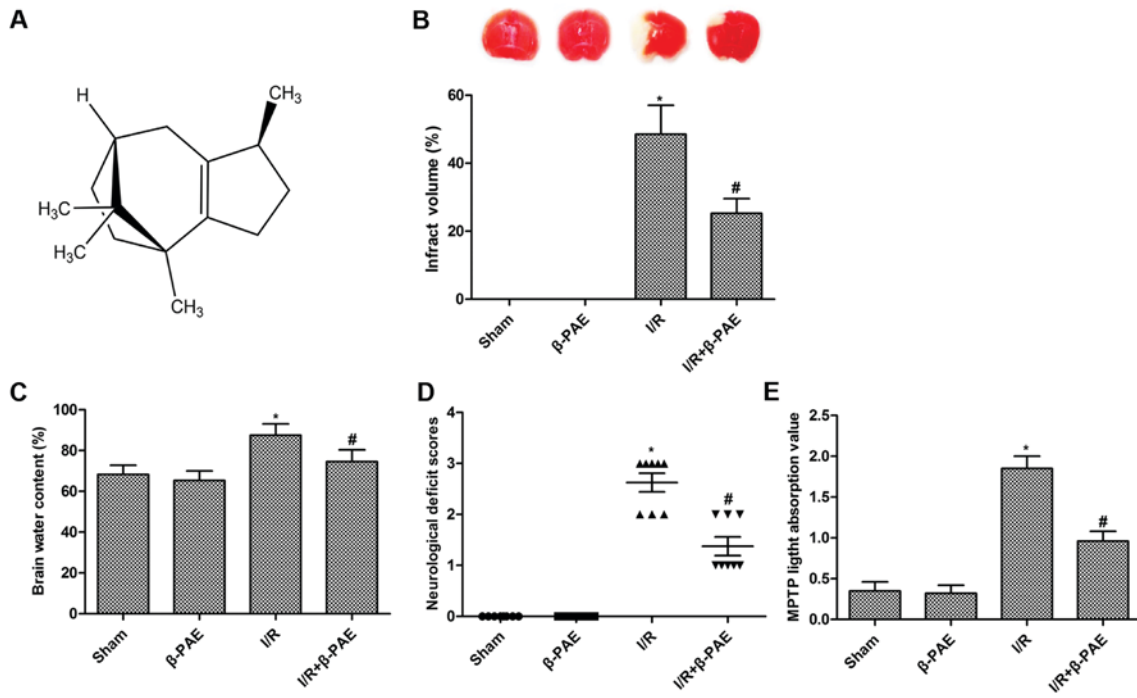 A
H
CH3
H3C
H3C
CH3
B
Infract volume (%)
60
40
20
0
*
#
Sham
β-PAE
I/R
I/R+β-PAE
C
Brain water content (%)
100
80
60
40
20
0
*
#
Sham
β-PAE
I/R
I/R+β-PAE
D
Neurological deficit scores
4
3
2
1
0
*
#
Sham
β-PAE
I/R
I/R+β-PAE
E
MPTP ligtht absorption value
2.5
2.0
1.5
1.0
0.5
0.0
*
#
Sham
β-PAE
I/R
I/R+β-PAE